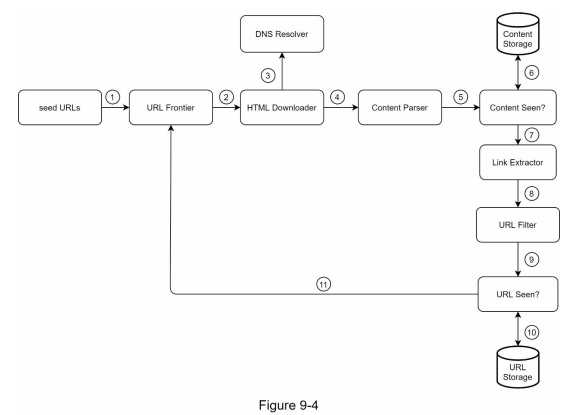 DNS Resolver
Content
Storage
3
6
seed URLs
1
URL Frontier
2
HTML Downloader
4
Content Parser
5
Content Seen?
7
Link Extractor
8
URL Filter
9
11
URL Seen?
10
URL
Storage
Figure 9-4